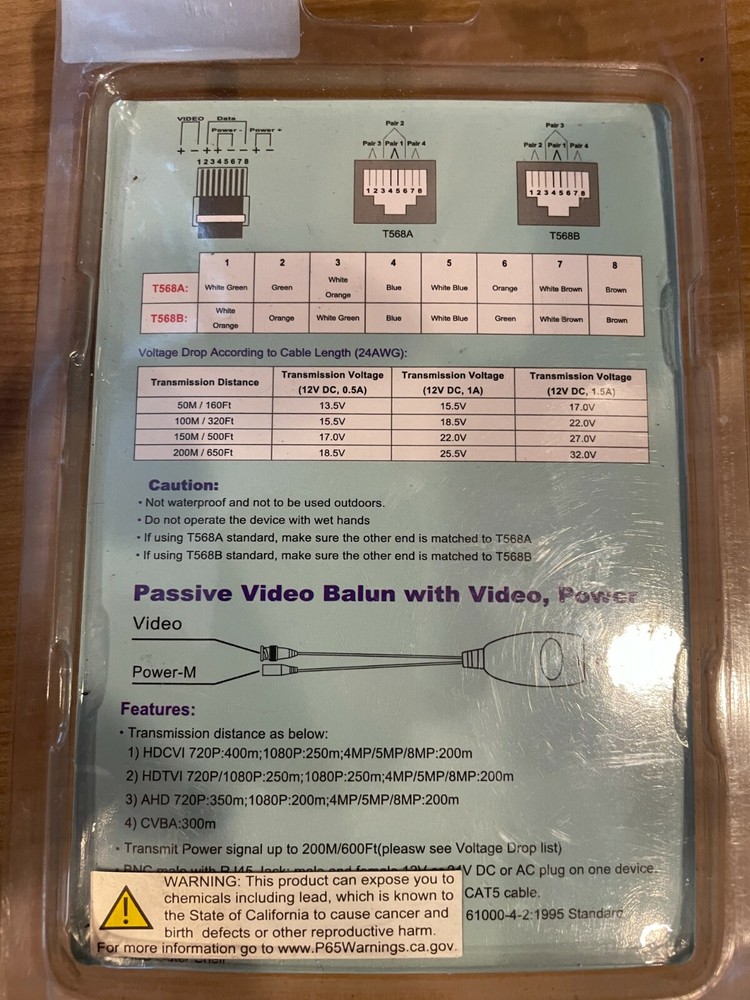 VIDEO Data
Power - Power +
+ - + + - - + -
1 2 3 4 5 6 7 8
Pair 2
Pair 3 Pair 1 Pair 4
1 2 3 4 5 6 7 8
T568A
Pair 3
Pair 2 Pair 1 Pair 4
1 2 3 4 5 6 7 8
T568B
1 2 3 4 5 6 7 8
T568A: White Green Green White Orange Blue White Blue Orange White Brown Brown
T568B: White Orange Orange White Green Blue White Blue Green White Brown Brown
Voltage Drop According to Cable Length (24AWG):
Transmission Distance Transmission Voltage (12V DC, 0.5A) Transmission Voltage (12V DC, 1A) Transmission Voltage (12V DC, 1.5A)
50M / 160Ft 13.5V 15.5V 17.0V
100M / 320Ft 15.5V 18.5V 22.0V
150M / 500Ft 17.0V 22.0V 27.0V
200M / 650Ft 18.5V 25.5V 32.0V
Caution:
· Not waterproof and not to be used outdoors.
· Do not operate the device with wet hands
· If using T568A standard, make sure the other end is matched to T568A
· If using T568B standard, make sure the other end is matched to T568B
Passive Video Balun with Video, Power
Video
Power-M
Features:
· Transmission distance as below:
1) HDCVI 720P:400m;1080P:250m;4MP/5MP/8MP:200m
2) HDTVI 720P/1080P:250m;1080P:250m;4MP/5MP/8MP:200m
3) AHD 720P:350m;1080P:200m;4MP/5MP/8MP:200m
4) CVBA:300m
· Transmit Power signal up to 200M/600Ft(pleasw see Voltage Drop list)
V DC or AC plug on one device.
CAT5 cable.
61000-4-2:1995 Standard
WARNING: This product can expose you to
chemicals including lead, which is known to
the State of California to cause cancer and
birth defects or other reproductive harm.
For more information go to www.P65Warnings.ca.gov.